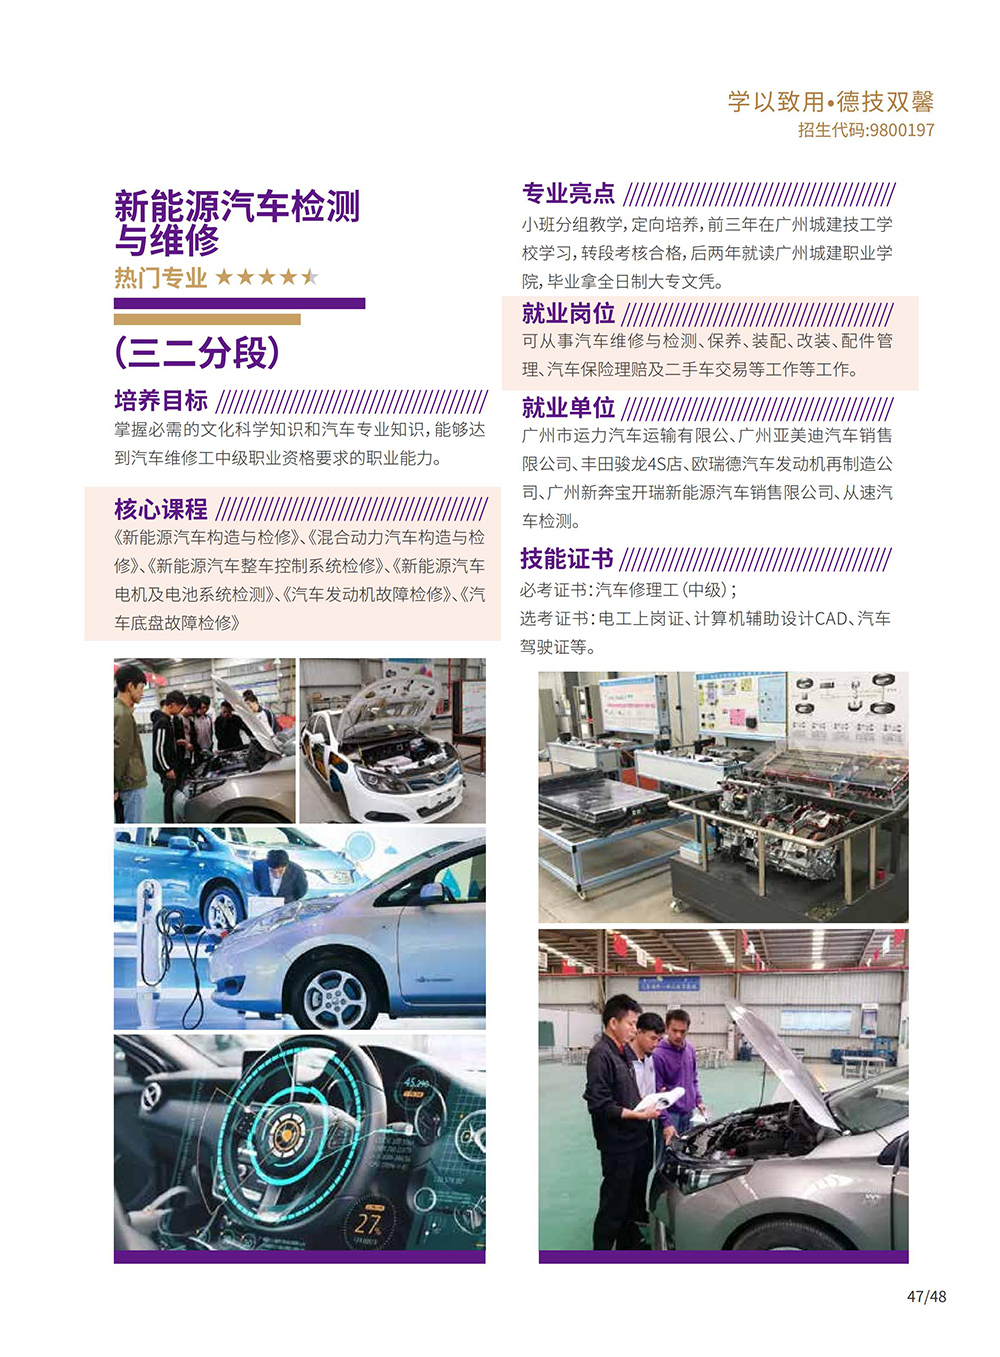 学以致用•德技双馨
招生代码:9800197
新能源汽车检测
与维修
热门专业 ★★★★
（三二分段）
培养目标
掌握必需的文化科学知识和汽车专业知识，能够达
到汽车维修工中级职业资格要求的职业能力。
核心课程
《新能源汽车构造与检修》、《混合动力汽车构造与检
修》、《新能源汽车整车控制系统检修》、《新能源汽车
电机及电池系统检测》、《汽车发动机故障检修》、《汽
车底盘故障检修》
专业亮点
小班分组教学，定向培养，前三年在广州城建技工学
校学习，转段考核合格，后两年就读广州城建职业学
院，毕业拿全日制大专文凭。
就业岗位
可从事汽车维修与检测、保养、装配、改装、配件管
理、汽车保险理赔及二手车交易等工作等工作。
就业单位
广州市运力汽车运输有限公、广州亚美迪汽车销售
限公司、丰田骏龙4S店、欧瑞德汽车发动机再制造公
司、广州新奔宝开瑞新能源汽车销售限公司、从速汽
车检测。
技能证书
必考证书：汽车修理工（中级）；
选考证书：电工上岗证、计算机辅助设计CAD、汽车
驾驶证等。
45.290
27
47/48